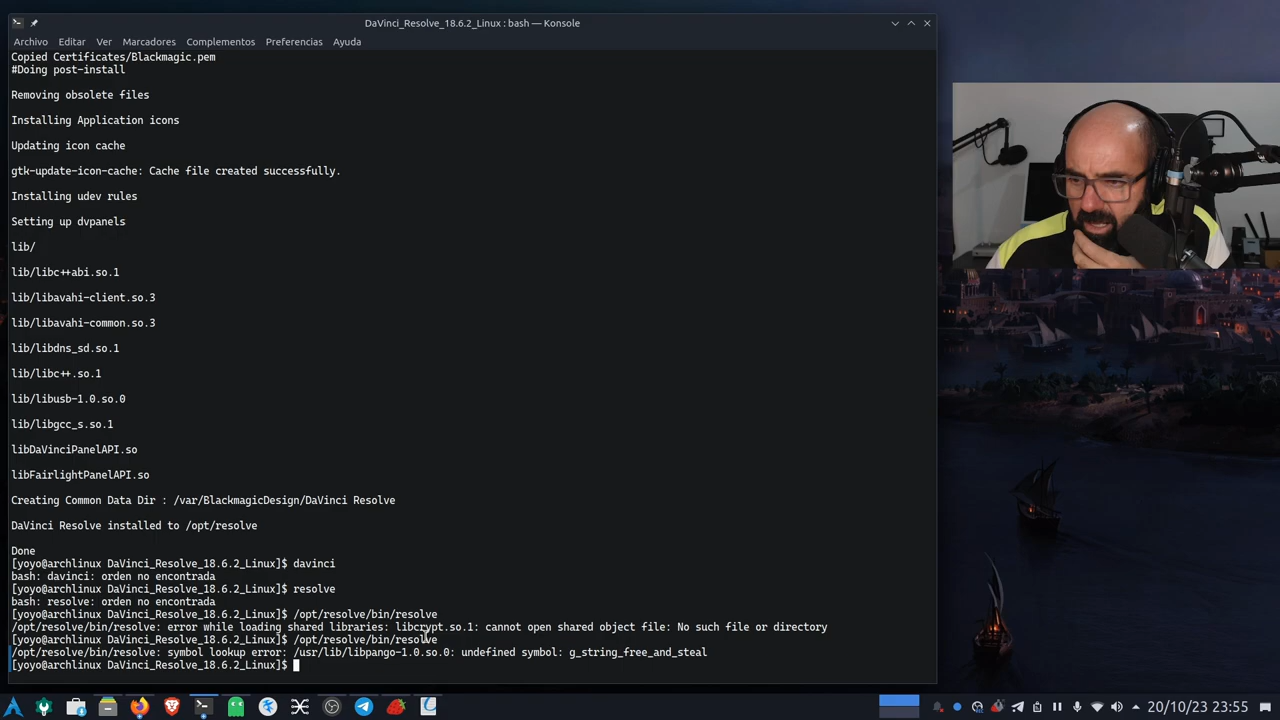 DaVinci_Resolve_18.6.2_Linux : bash — Konsole
Archivo Editar Ver Marcadores Complementos Preferencias Ayuda
Copied Certificates/Blackmagic.pem
#Doing post-install
Removing obsolete files
Installing Application icons
Updating icon cache
gtk-update-icon-cache: Cache file created successfully.
Installing udev rules
Setting up dvpanels
lib/
lib/libc++abi.so.1
lib/libavahi-client.so.3
lib/libavahi-common.so.3
lib/libdns_sd.so.1
lib/libc++.so.1
lib/libusb-1.0.so.0
lib/libgcc_s.so.1
libDaVinciPanelAPI.so
libFairlightPanelAPI.so
Creating Common Data Dir : /var/BlackmagicDesign/DaVinci Resolve
DaVinci Resolve installed to /opt/resolve
Done
[yoyo@archlinux DaVinci_Resolve_18.6.2_Linux]$ davinci
bash: davinci: orden no encontrada
[yoyo@archlinux DaVinci_Resolve_18.6.2_Linux]$ resolve
bash: resolve: orden no encontrada
[yoyo@archlinux DaVinci_Resolve_18.6.2_Linux]$ /opt/resolve/bin/resolve
/opt/resolve/bin/resolve: error while loading shared libraries: libcrypt.so.1: cannot open shared object file: No such file or directory
[yoyo@archlinux DaVinci_Resolve_18.6.2_Linux]$ /opt/resolve/bin/resolve
/opt/resolve/bin/resolve: symbol lookup error: /usr/lib/libpango-1.0.so.0: undefined symbol: g_string_free_and_steal
[yoyo@archlinux DaVinci_Resolve_18.6.2_Linux]$
20/10/23 23:55